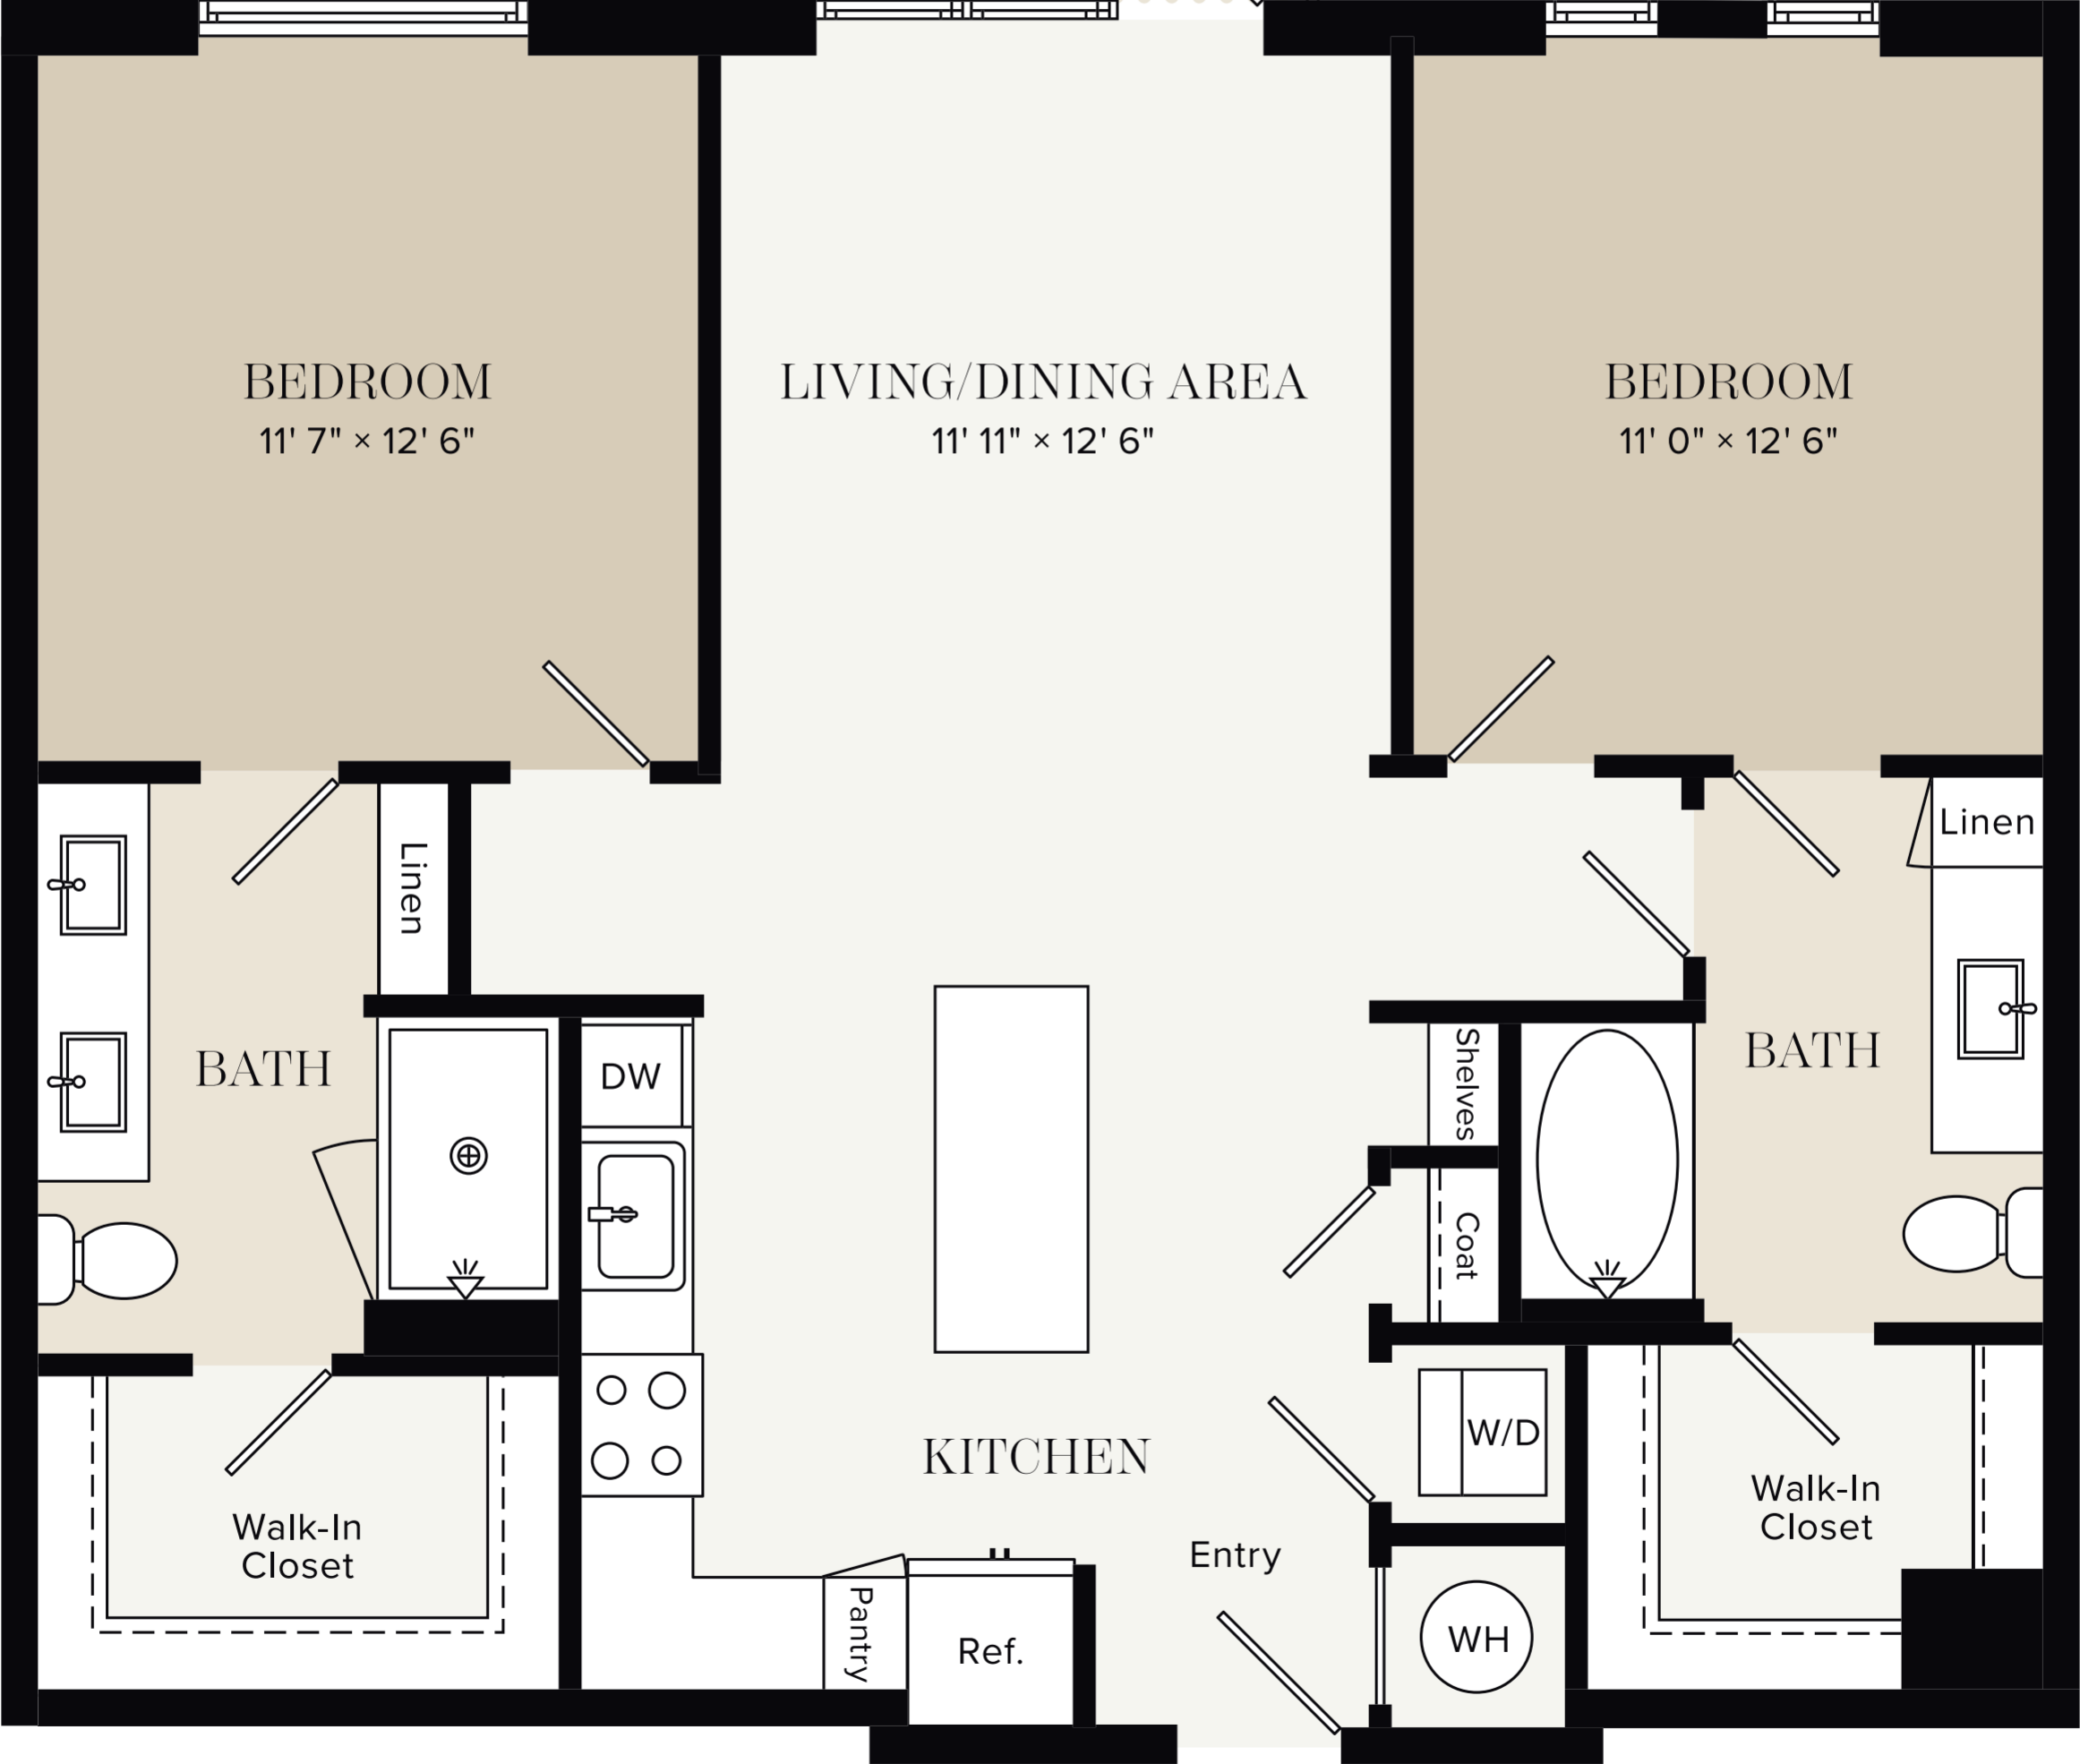 BEDROOM
11' 7" × 12' 6"
LIVING/DINING AREA
11' 11" × 12' 6"
BEDROOM
11' 0" × 12' 6"
Linen
Linen
BATH
BATH
DW
Shelves
Coat
KITCHEN
W/D
Walk-In
Closet
Walk-In
Closet
Entry
Pantry
Ref.
WH